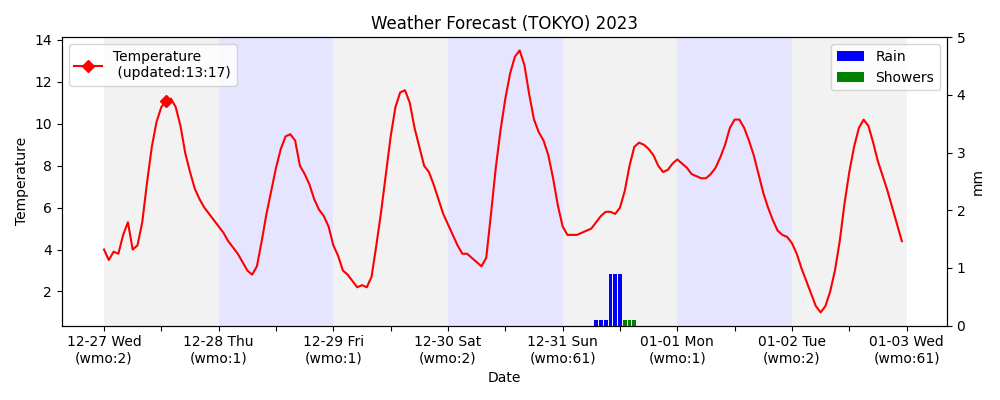 Weather Forecast (TOKYO) 2023
Temperature
(updated:13:17)
Rain
Showers
14
12
10
8
6
4
2
Temperature
5
4
3
2
1
0
mm
12-27 Wed
(wmo:2)
12-28 Thu
(wmo:1)
12-29 Fri
(wmo:1)
12-30 Sat
(wmo:2)
12-31 Sun
(wmo:61)
01-01 Mon
(wmo:1)
01-02 Tue
(wmo:2)
01-03 Wed
(wmo:61)
Date